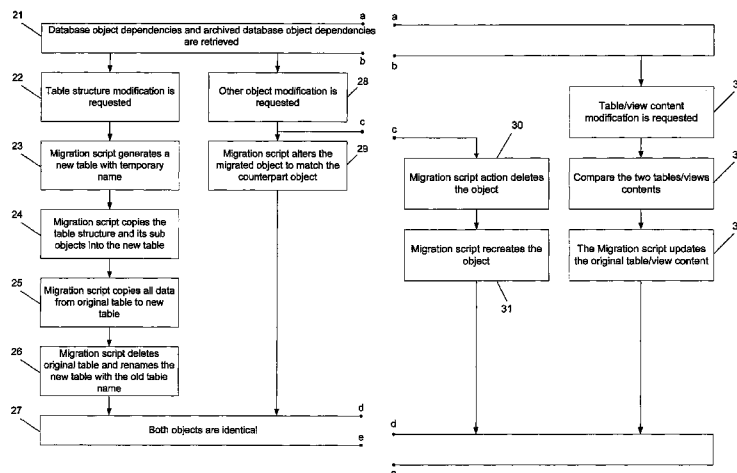 21
Database object dependencies and archived database object dependencies
are retrieved
a
b
22
Table structure modification is
requested
23
Migration script generates a
new table with temporary
name
24
Migration script copies the
table structure and its sub
objects into the new table
25
Migration script copies all data
from original table to new
table
26
Migration script deletes
original table and renames the
new table with the old table
name
27
Both objects are identical
d
e
28
Other object modification is
requested
c
29
Migration script alters the
migrated object to match the
counterpart object
a
b
c
30
Migration script action deletes
the object
Migration script recreates the
object
31
3
Table/view content
modification is requested
3
Compare the two tables/views
contents
3
The Migration script updates
the original table/view content
d